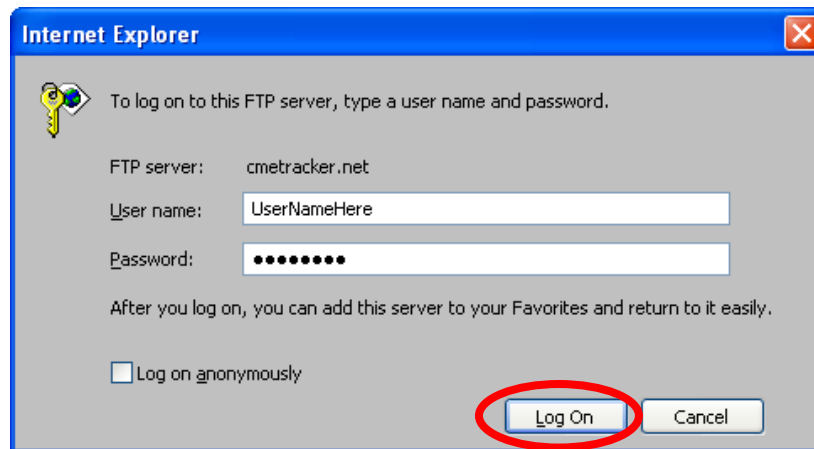 Internet Explorer
To log on to this FTP server, type a user name and password.
FTP server: cmetracker.net
User name: UserNameHere
Password: ●●●●●●●●
After you log on, you can add this server to your Favorites and return to it easily.
Log on anonymously
Log On Cancel